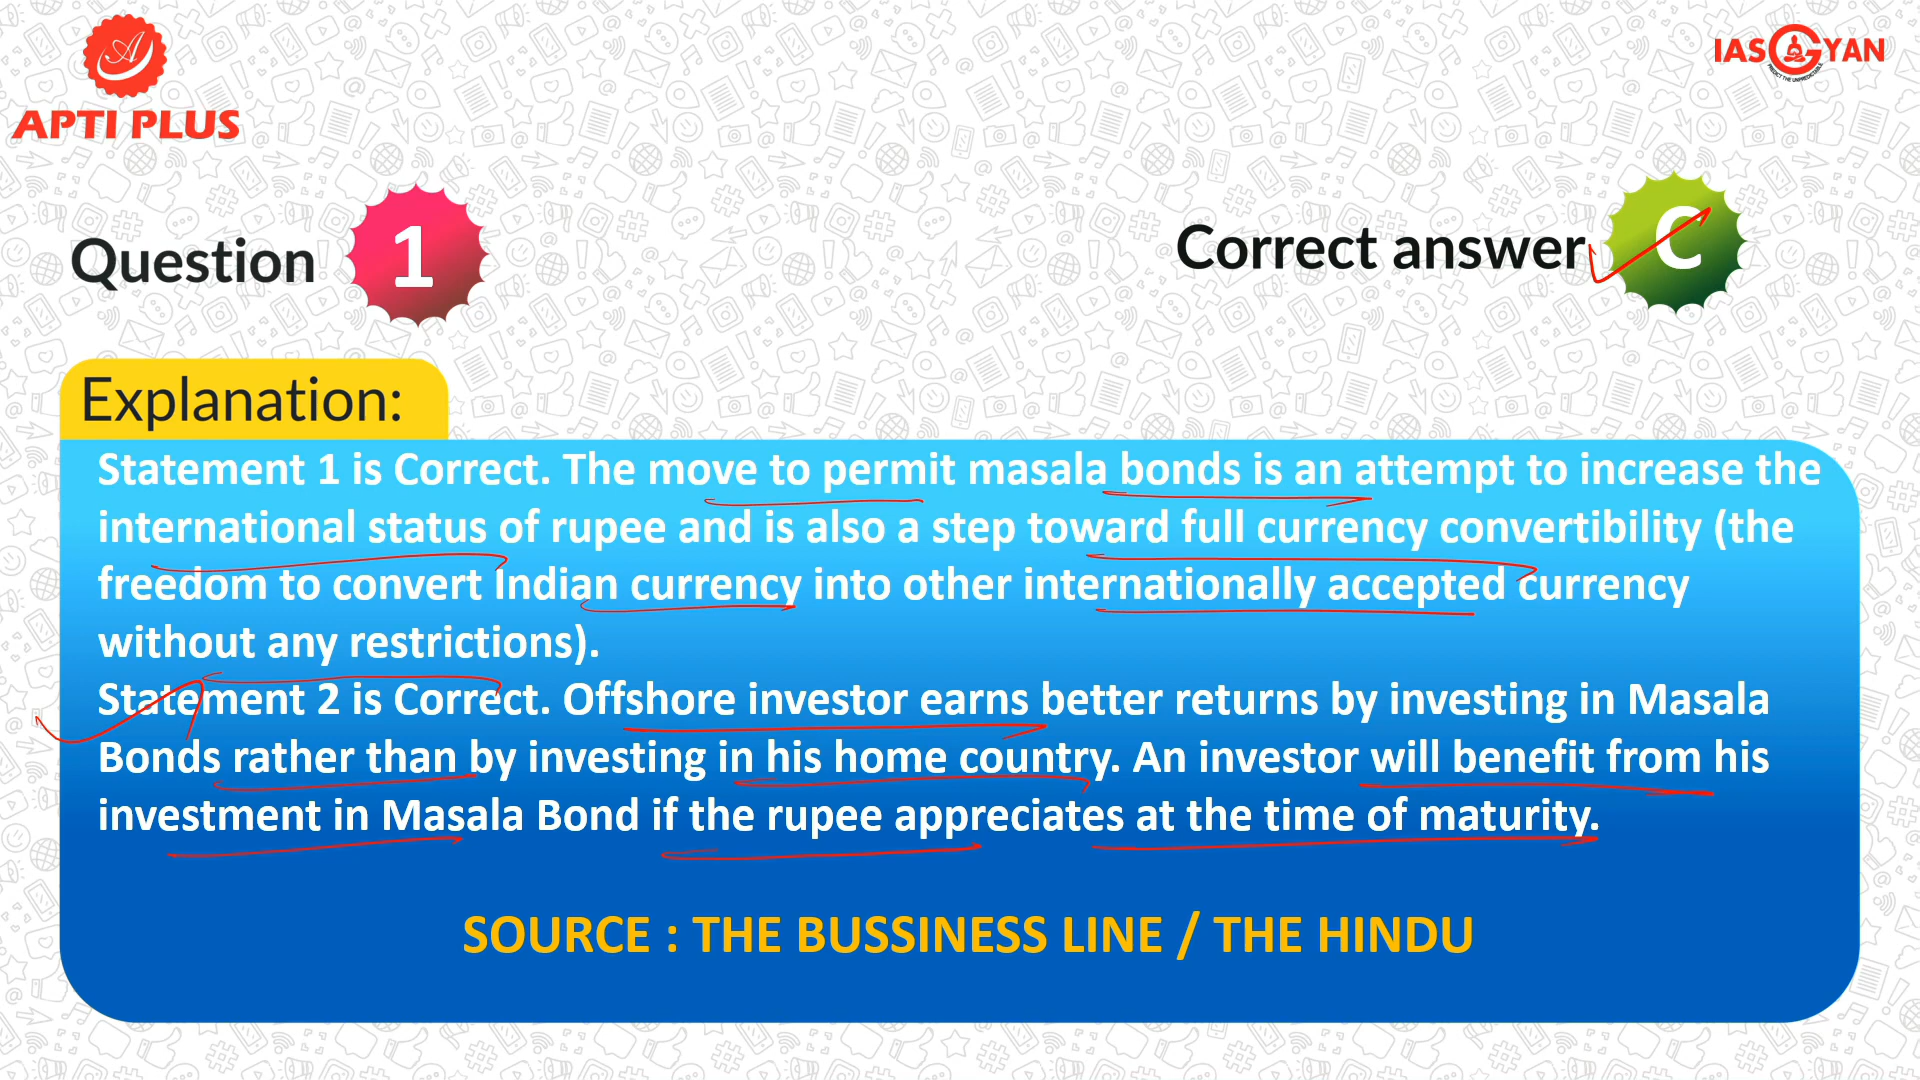 APTI PLUS
IAS GYAN
PREDICT THE UNPREDICTABLE
Question 1
Correct answer C
Explanation:
Statement 1 is Correct. The move to permit masala bonds is an attempt to increase the
international status of rupee and is also a step toward full currency convertibility (the
freedom to convert Indian currency into other internationally accepted currency
without any restrictions).
Statement 2 is Correct. Offshore investor earns better returns by investing in Masala
Bonds rather than by investing in his home country. An investor will benefit from his
investment in Masala Bond if the rupee appreciates at the time of maturity.
SOURCE : THE BUSSINESS LINE / THE HINDU